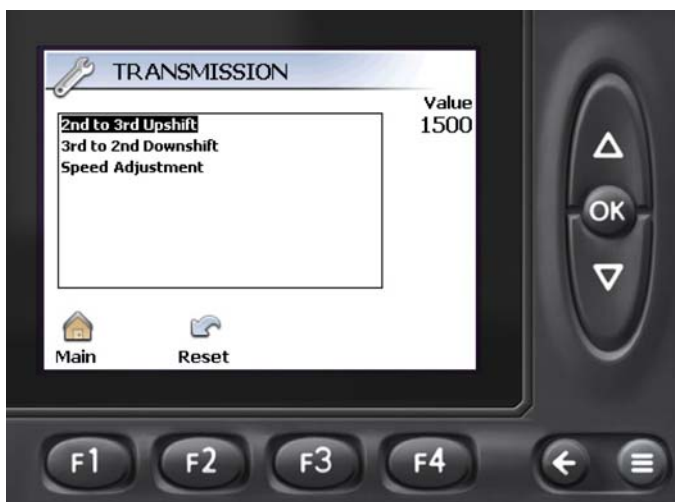 TRANSMISSION
Value
1500
2nd to 3rd Upshift
3rd to 2nd Downshift
Speed Adjustment
Main
Reset
OK
F1
F2
F3
F4